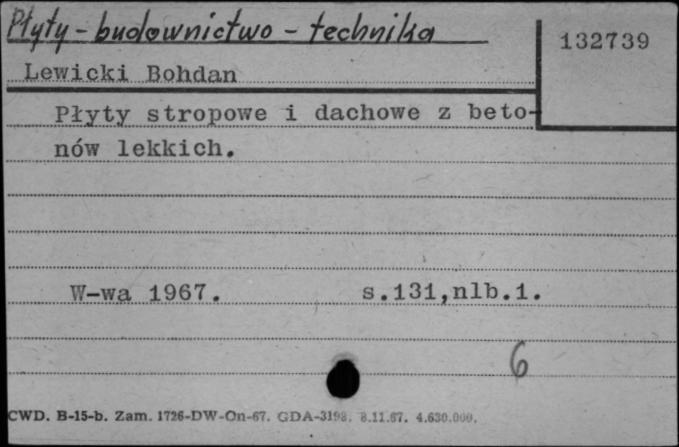 Płyty - budownictwo - technika
132739
Lewicki Bohdan
Płyty stropowe i dachowe z beto-
nów lekkich.
W-wa 1967. s.131,nlb.1.
6
CWD. B-15-b. Zam. 1726-DW-On-67. GDA-3198. 8.11.67. 4.630.000.